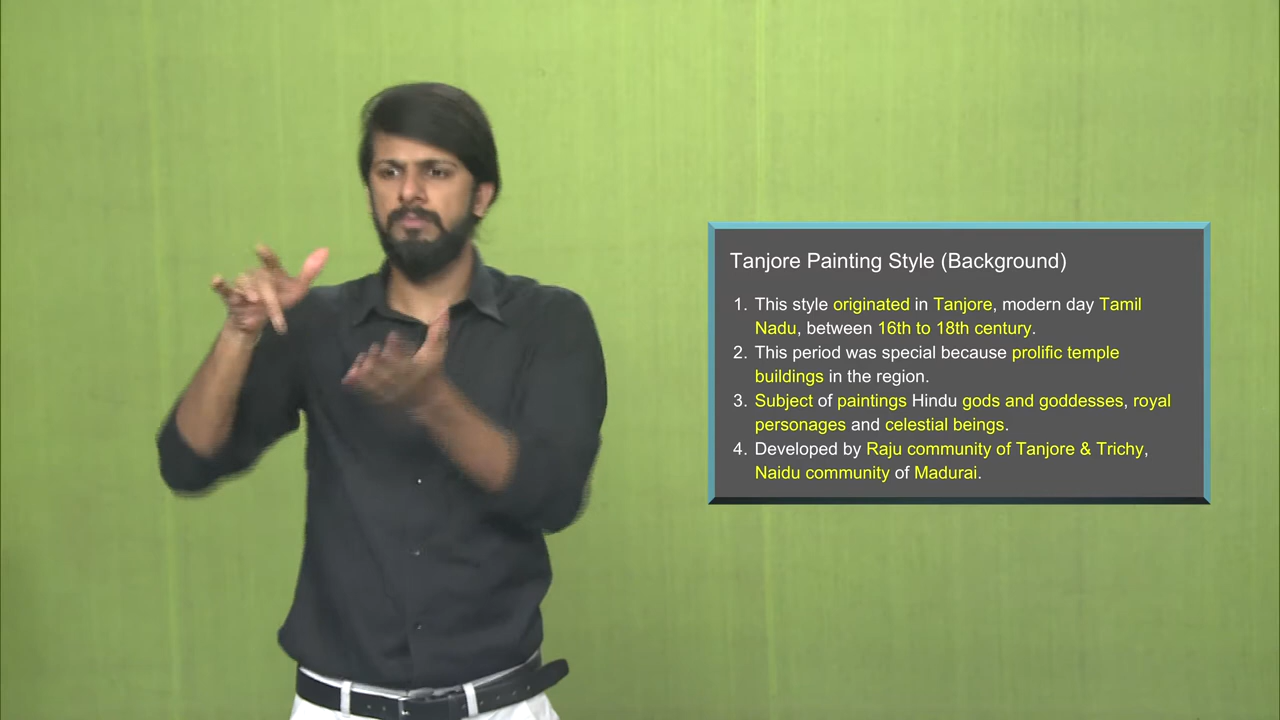 Tanjore Painting Style (Background)
1. This style originated in Tanjore, modern day Tamil
Nadu, between 16th to 18th century.
2. This period was special because prolific temple
buildings in the region.
3. Subject of paintings Hindu gods and goddesses, royal
personages and celestial beings.
4. Developed by Raju community of Tanjore & Trichy,
Naidu community of Madurai.